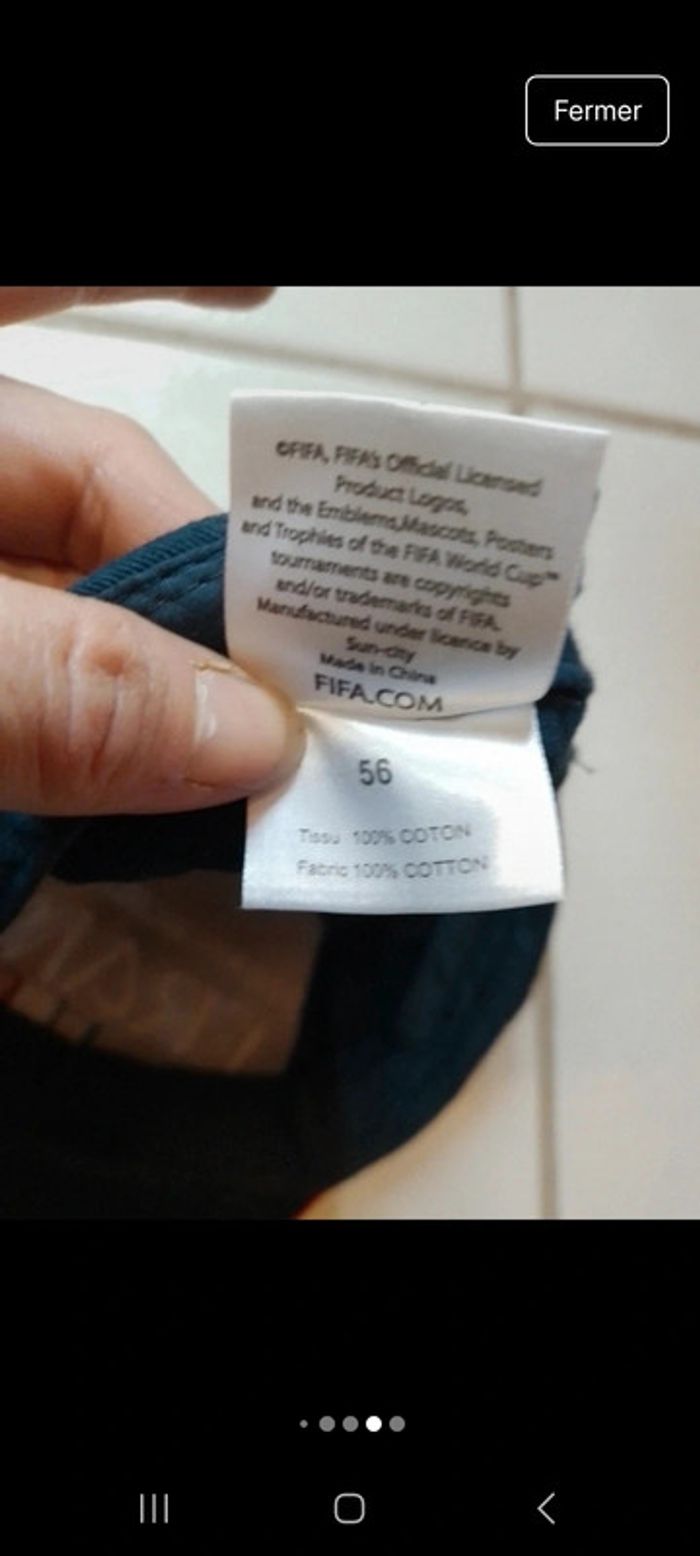 Fermer
©FIFA, FIFA's Official Licensed
Product Logos,
and the Emblems,Mascots, Posters
and Trophies of the FIFA World Cup™
tournaments are copyrights
and/or trademarks of FIFA.
Manufactured under licence by
Sun-city
Made in China
FIFA.COM
56
Tissu 100% COTON
Fabric 100% COTTON